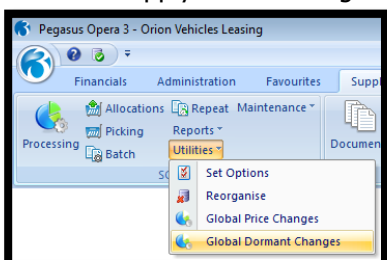 Pegasus Opera 3 - Orion Vehicles Leasing
Financials Administration Favourites Suppl
Allocations Repeat Maintenance
Picking Reports
Processing Batch Utilities Documen
Set Options
Reorganise
Global Price Changes
Global Dormant Changes